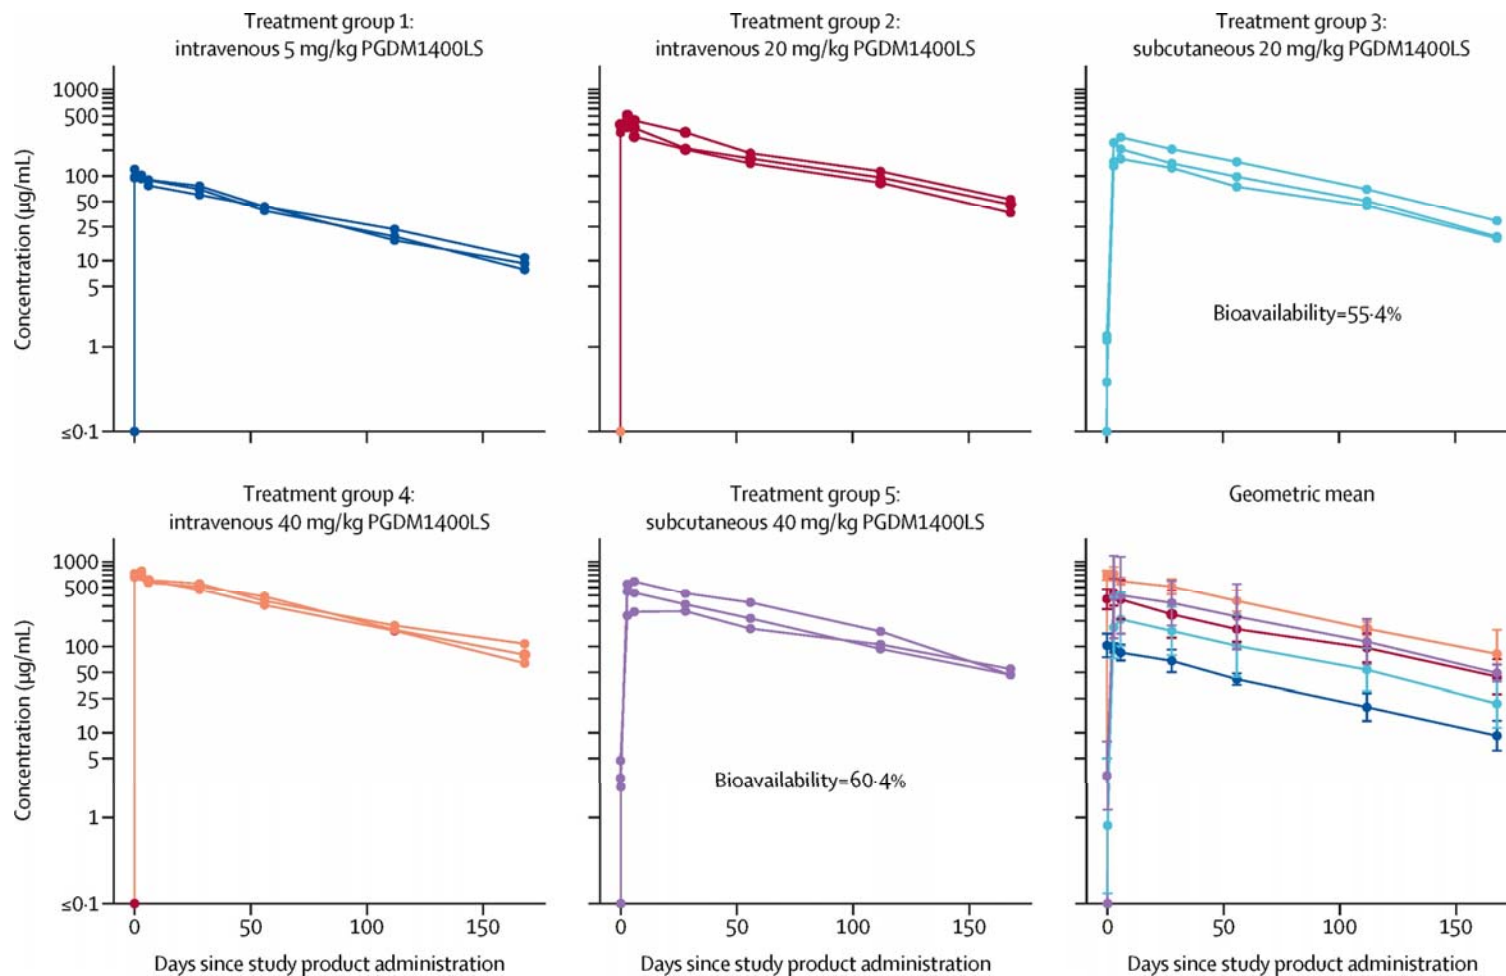 Treatment group 1:
intravenous 5 mg/kg PGDM1400LS
Treatment group 2:
intravenous 20 mg/kg PGDM1400LS
Treatment group 3:
subcutaneous 20 mg/kg PGDM1400LS
Concentration (µg/mL)
1000
500
100
50
25
10
5
1
≤0·1
Bioavailability=55·4%
Treatment group 4:
intravenous 40 mg/kg PGDM1400LS
Treatment group 5:
subcutaneous 40 mg/kg PGDM1400LS
Geometric mean
Concentration (µg/mL)
1000
500
100
50
25
10
5
1
≤0·1
Bioavailability=60·4%
0 50 100 150
0 50 100 150
0 50 100 150
Days since study product administration
Days since study product administration
Days since study product administration